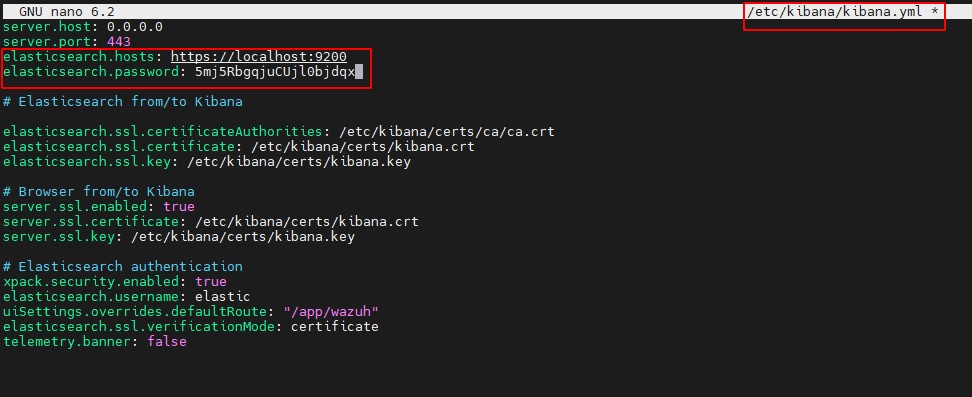 GNU nano 6.2 /etc/kibana/kibana.yml *
server.host: 0.0.0.0
server.port: 443
elasticsearch.hosts: https://localhost:9200
elasticsearch.password: 5mj5RbgqjuCUjl0bjdqx
# Elasticsearch from/to Kibana
elasticsearch.ssl.certificateAuthorities: /etc/kibana/certs/ca/ca.crt
elasticsearch.ssl.certificate: /etc/kibana/certs/kibana.crt
elasticsearch.ssl.key: /etc/kibana/certs/kibana.key
# Browser from/to Kibana
server.ssl.enabled: true
server.ssl.certificate: /etc/kibana/certs/kibana.crt
server.ssl.key: /etc/kibana/certs/kibana.key
# Elasticsearch authentication
xpack.security.enabled: true
elasticsearch.username: elastic
uiSettings.overrides.defaultRoute: "/app/wazuh"
elasticsearch.ssl.verificationMode: certificate
telemetry.banner: false